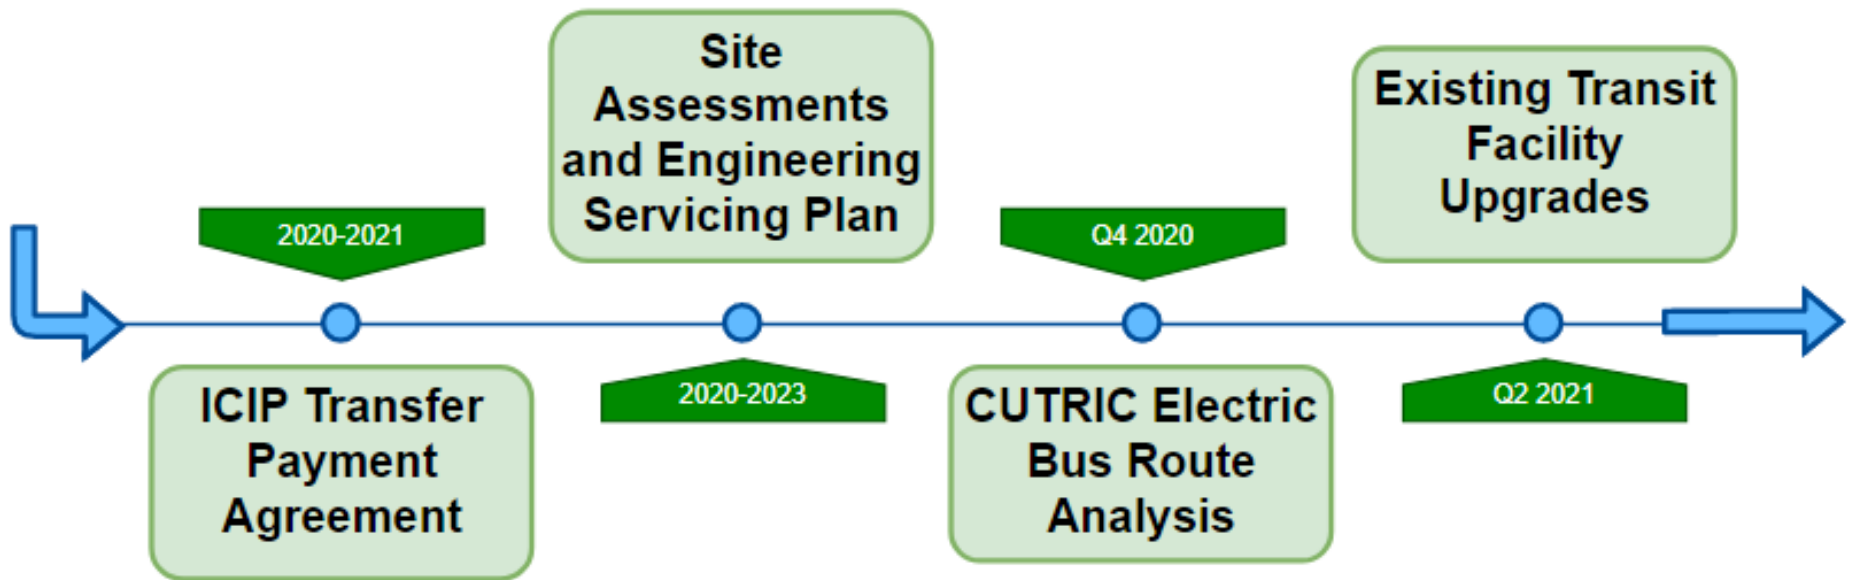 2020-2021
ICIP Transfer
Payment
Agreement
Site
Assessments
and Engineering
Servicing Plan
2020-2023
Q4 2020
CUTRIC Electric
Bus Route
Analysis
Existing Transit
Facility
Upgrades
Q2 2021